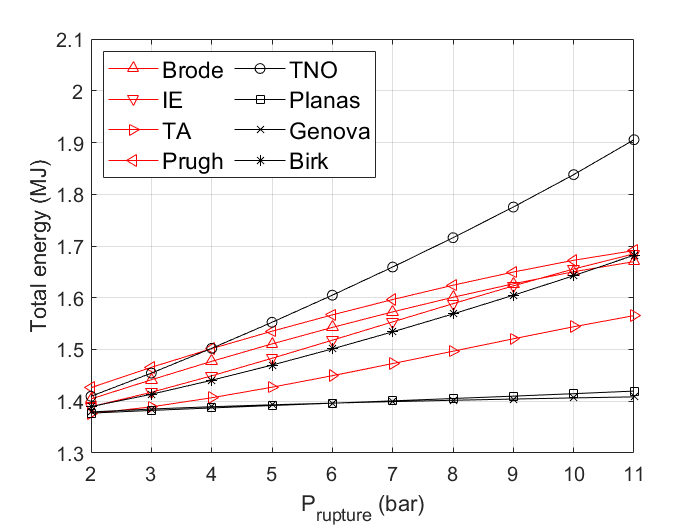 2.1
2
1.9
1.8
1.7
1.6
1.5
1.4
1.3
Total energy (MJ)
Brode
IE
TA
Prugh
TNO
Planas
Genova
Birk
2 3 4 5 6 7 8 9 10 11
P_rupture (bar)